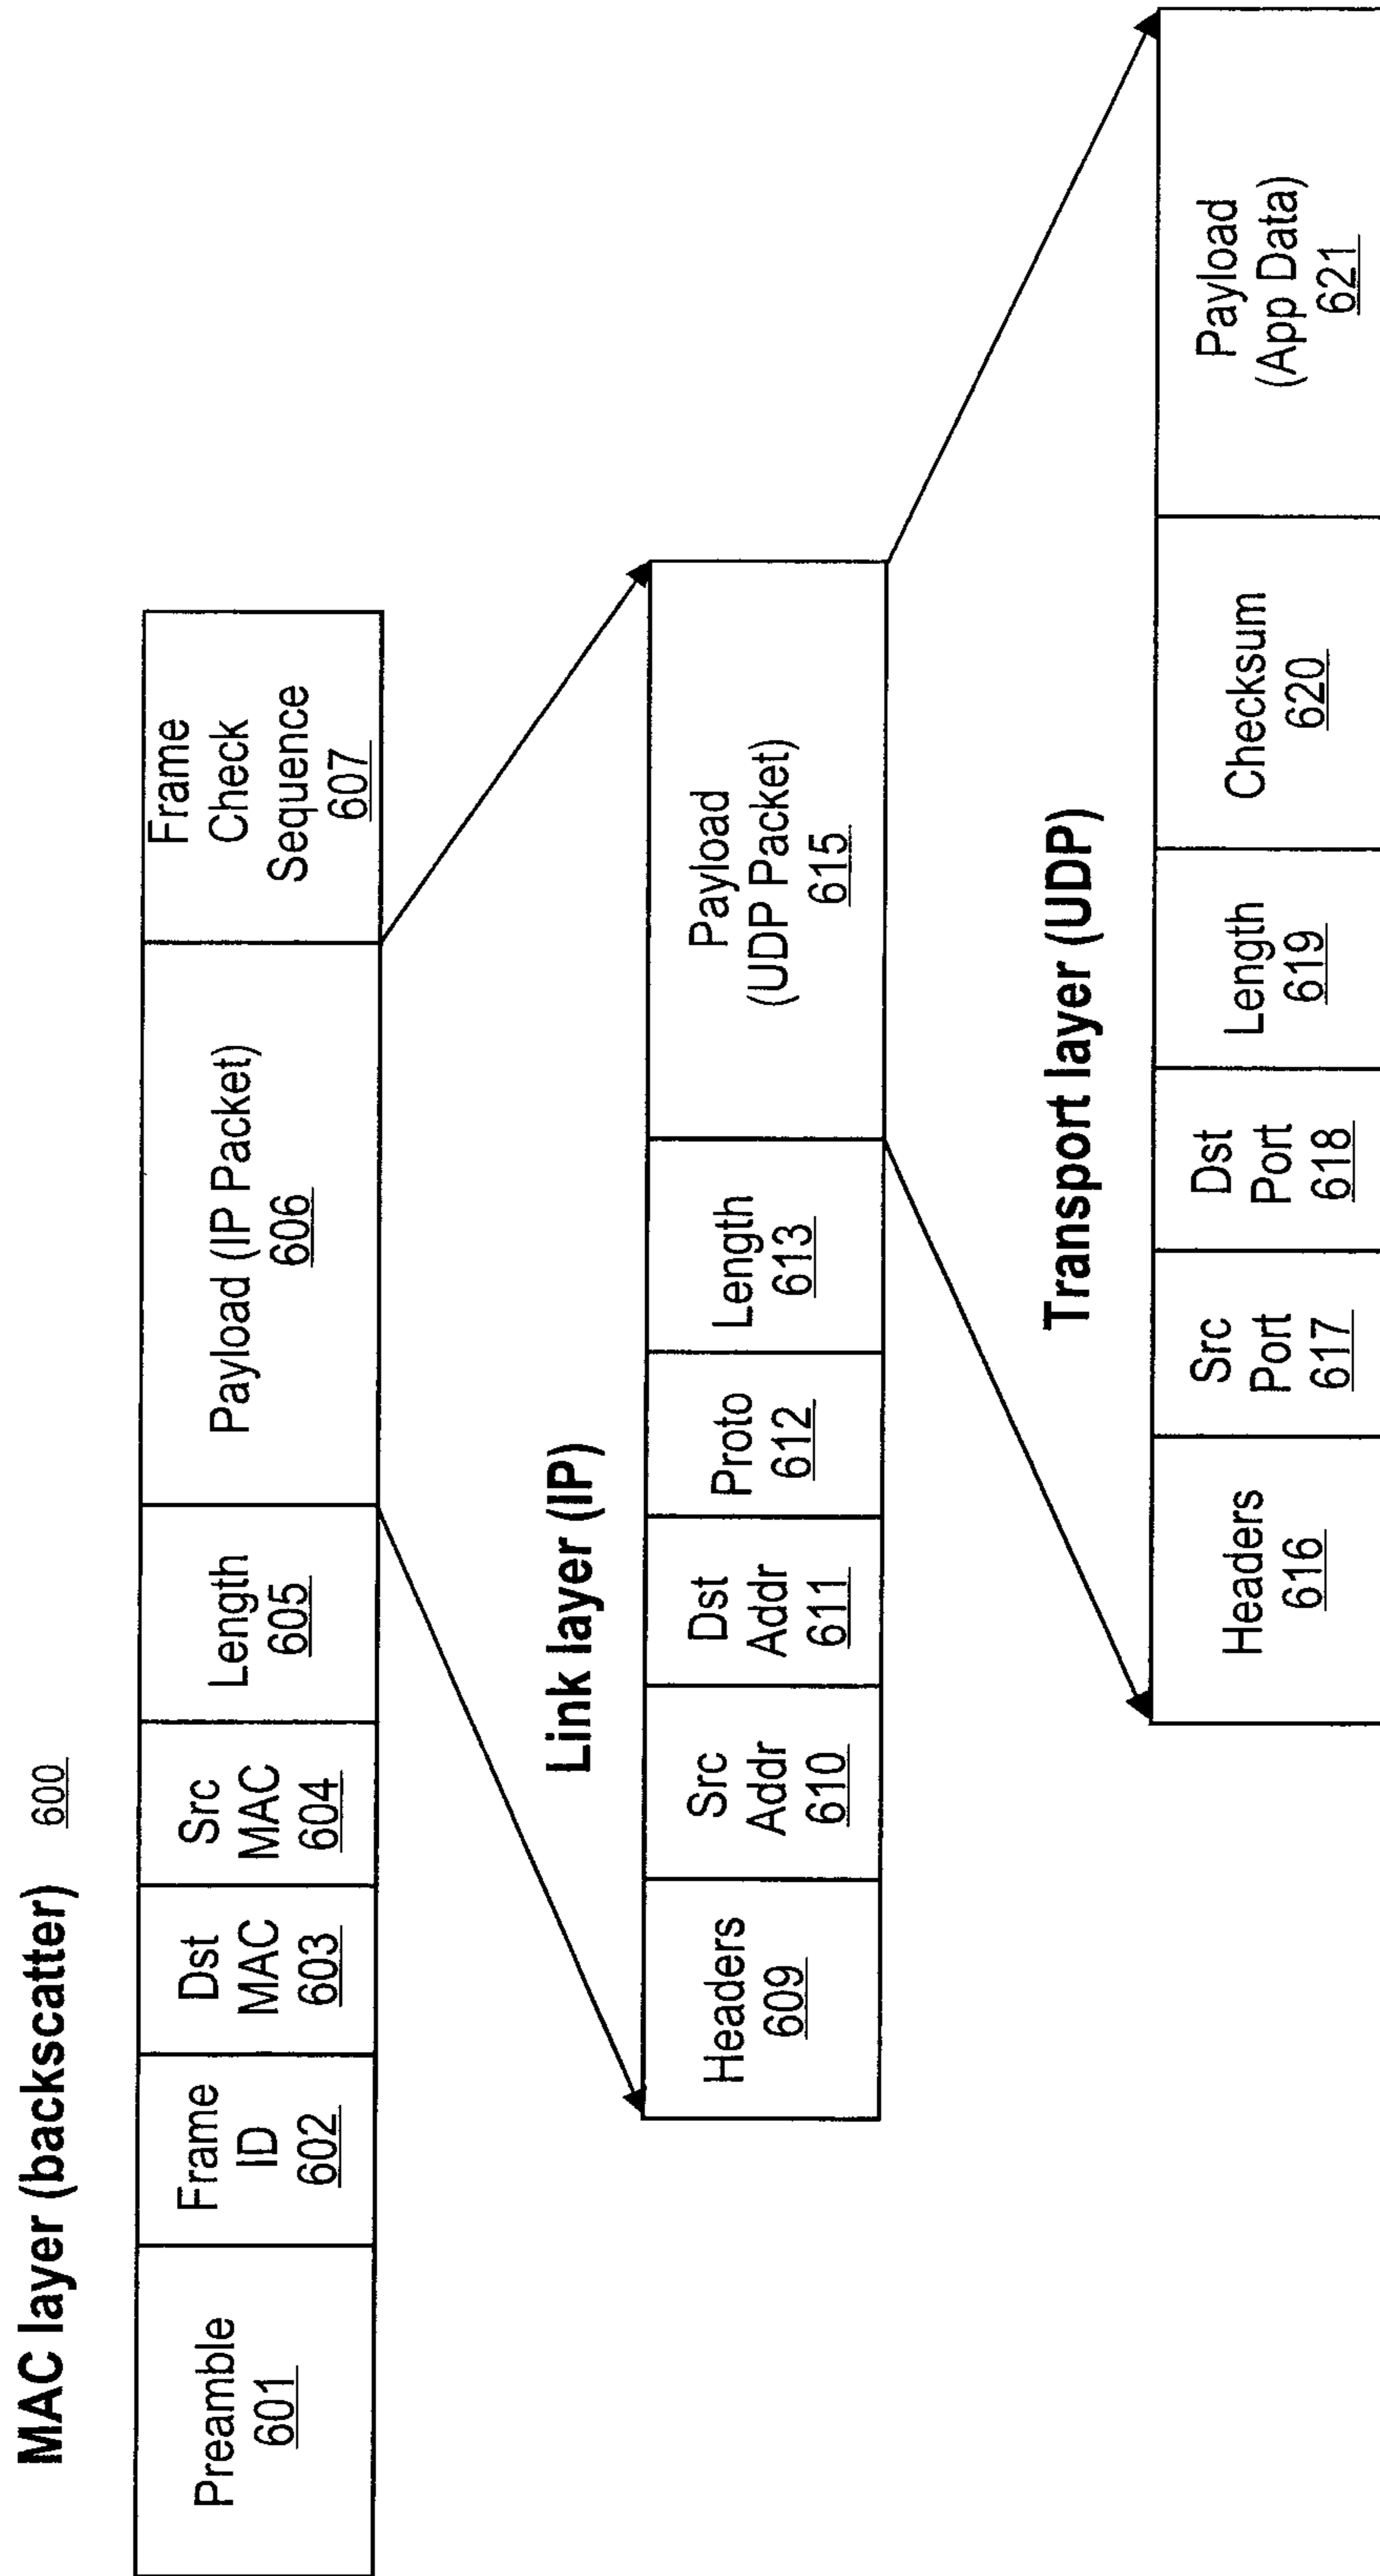 MAC layer (backscatter) 600
Preamble
601
Frame
ID
602
Dst
MAC
603
Src
MAC
604
Length
605
Payload (IP Packet)
606
Frame
Check
Sequence
607
Link layer (IP)
Headers
609
Src
Addr
610
Dst
Addr
611
Proto
612
Length
613
Payload
(UDP Packet)
615
Transport layer (UDP)
Headers
616
Src
Port
617
Dst
Port
618
Length
619
Checksum
620
Payload
(App Data)
621